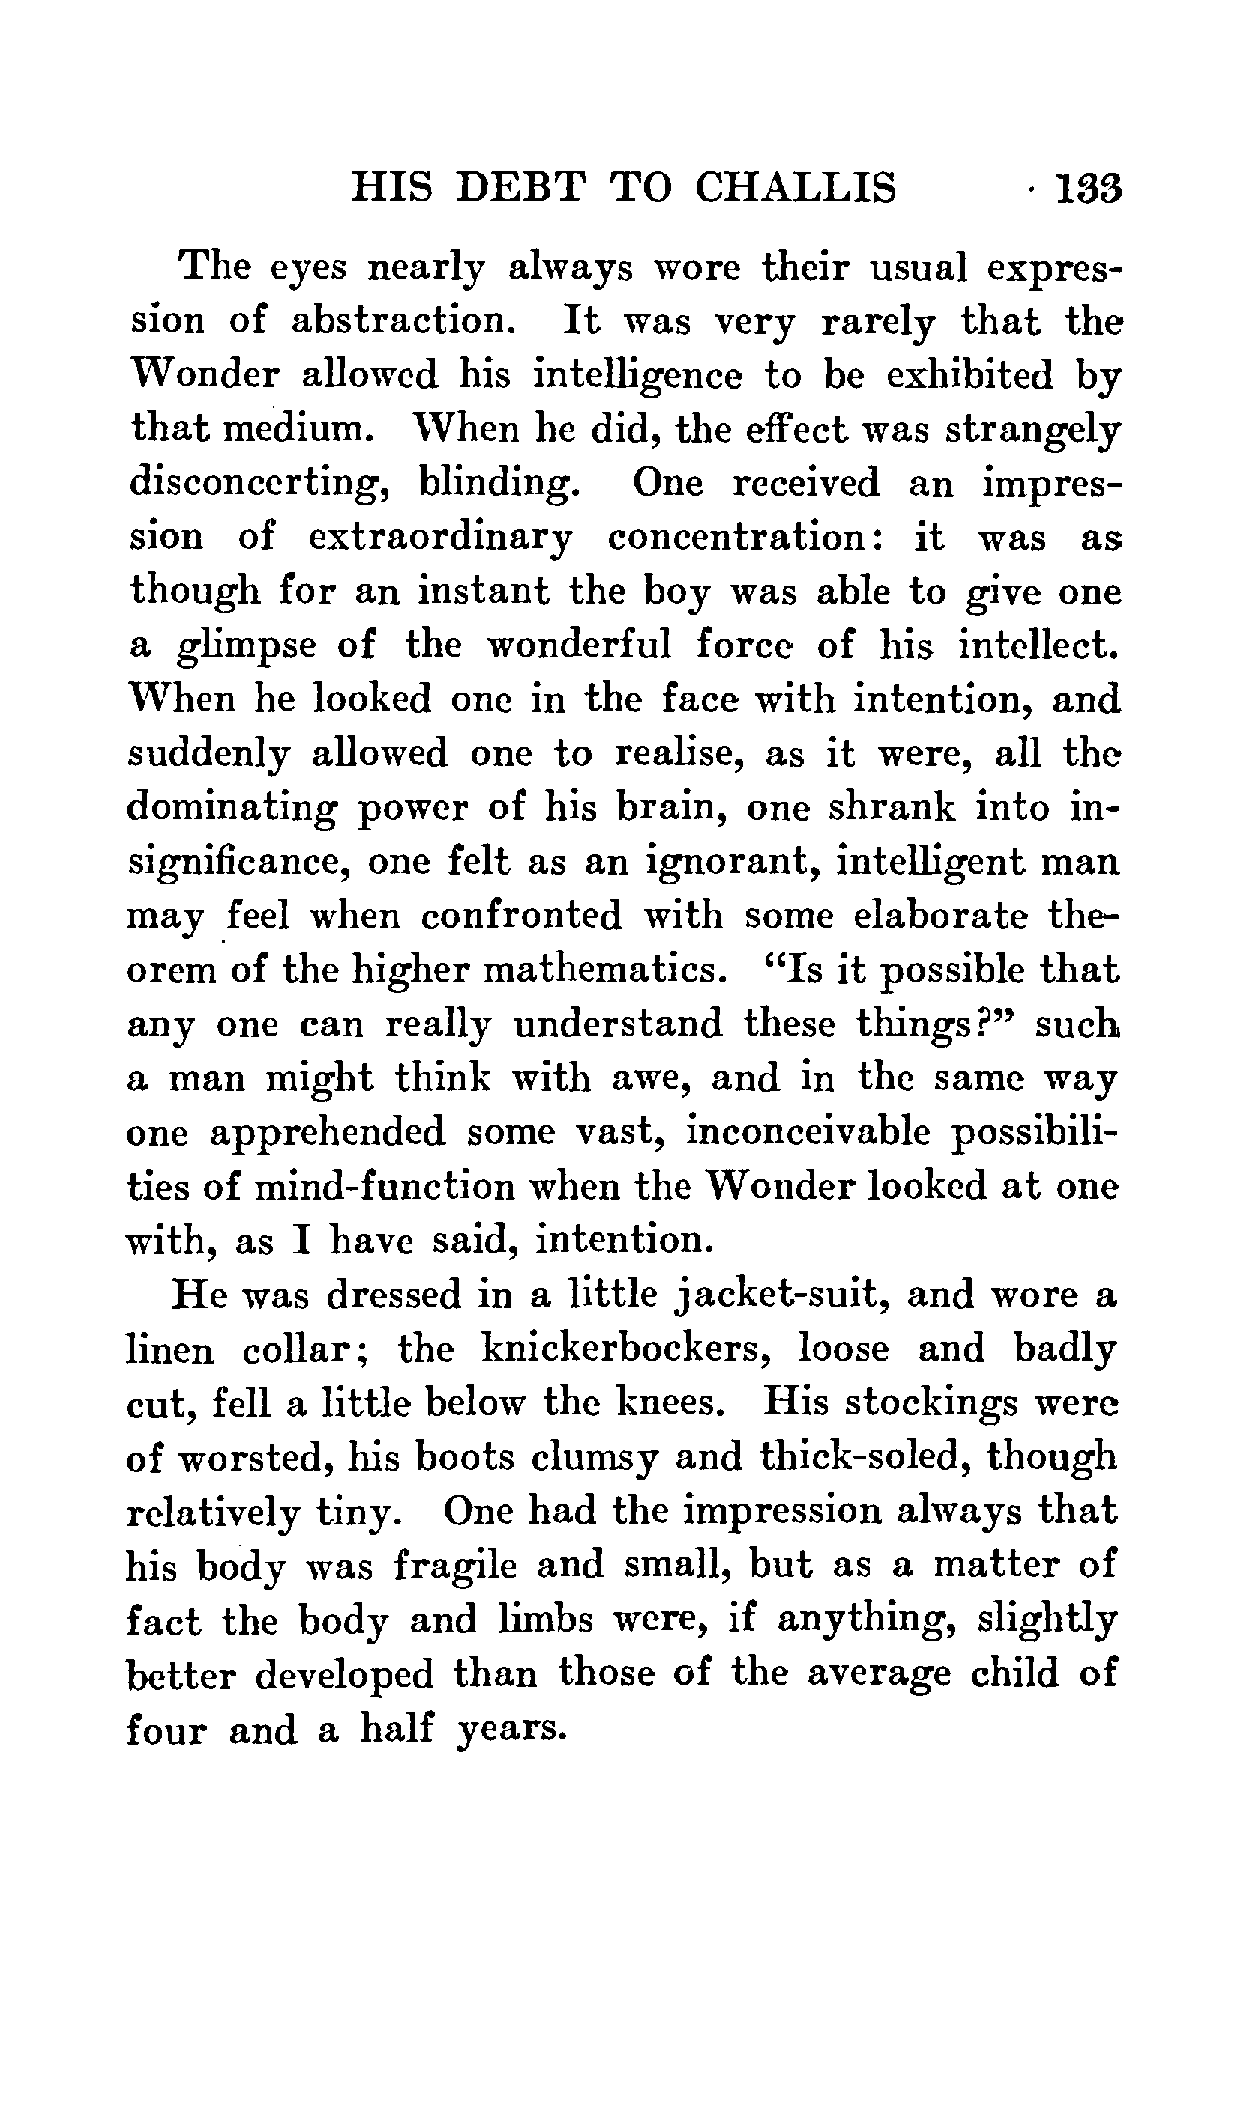 HIS DEBT TO CHALLIS · 133
The eyes nearly always wore their usual expres-
sion of abstraction. It was very rarely that the
Wonder allowed his intelligence to be exhibited by
that medium. When he did, the effect was strangely
disconcerting, blinding. One received an impres-
sion of extraordinary concentration: it was as
though for an instant the boy was able to give one
a glimpse of the wonderful force of his intellect.
When he looked one in the face with intention, and
suddenly allowed one to realise, as it were, all the
dominating power of his brain, one shrank into in-
significance, one felt as an ignorant, intelligent man
may feel when confronted with some elaborate the-
orem of the higher mathematics. "Is it possible that
any one can really understand these things?" such
a man might think with awe, and in the same way
one apprehended some vast, inconceivable possibili-
ties of mind-function when the Wonder looked at one
with, as I have said, intention.
He was dressed in a little jacket-suit, and wore a
linen collar; the knickerbockers, loose and badly
cut, fell a little below the knees. His stockings were
of worsted, his boots clumsy and thick-soled, though
relatively tiny. One had the impression always that
his body was fragile and small, but as a matter of
fact the body and limbs were, if anything, slightly
better developed than those of the average child of
four and a half years.